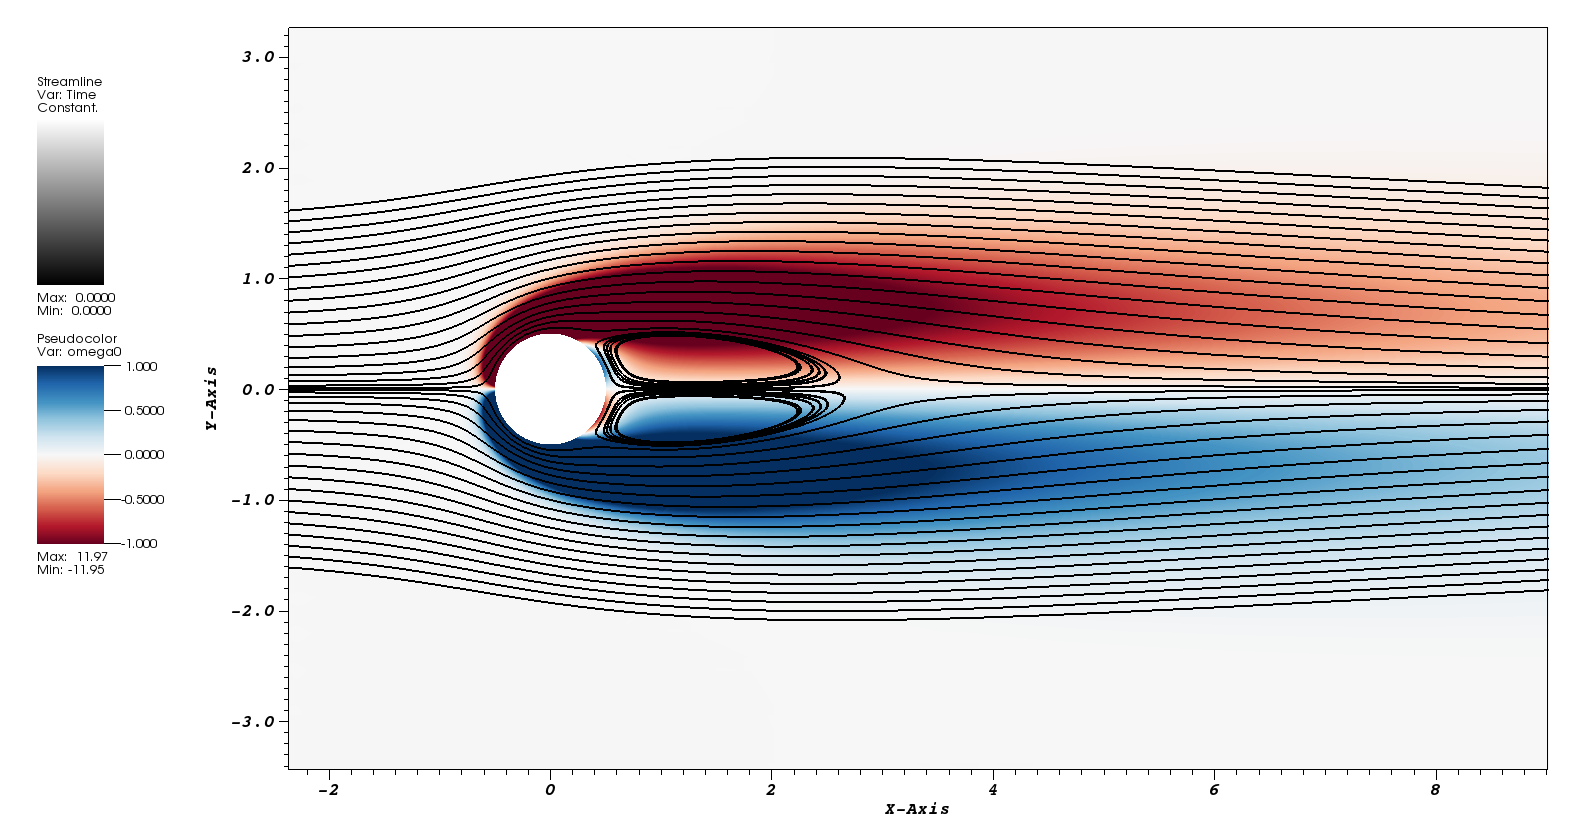 Streamline
Var: Time
Constant.
Max: 0.0000
Min: 0.0000
Pseudocolor
Var: omega0
1.000
0.5000
0.0000
-0.5000
-1.000
Max: 11.97
Min: -11.95
Y-Axis
3.0
2.0
1.0
0.0
-1.0
-2.0
-3.0
-2 0 2 4 6 8
X-Axis